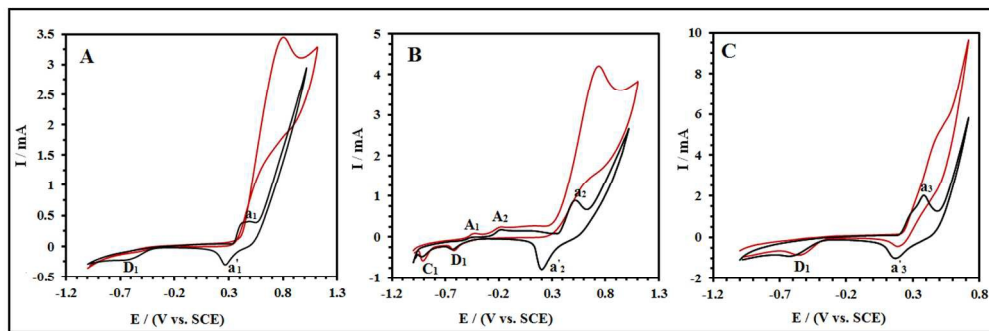 A
3.5
3
2.5
2
1.5
1
0.5
0
-0.5
-1.2
-0.7
-0.2
0.3
0.8
1.3
I / mA
E / (V vs. SCE)
a1
a'1
D1
B
5
4
3
2
1
0
-1
-1.2
-0.7
-0.2
0.3
0.8
1.3
I / mA
E / (V vs. SCE)
A1
A2
a2
a'2
C1
D1
C
10
8
6
4
2
0
-2
-1.2
-0.7
-0.2
0.3
0.8
I / mA
E / (V vs. SCE)
a3
a'3
D1